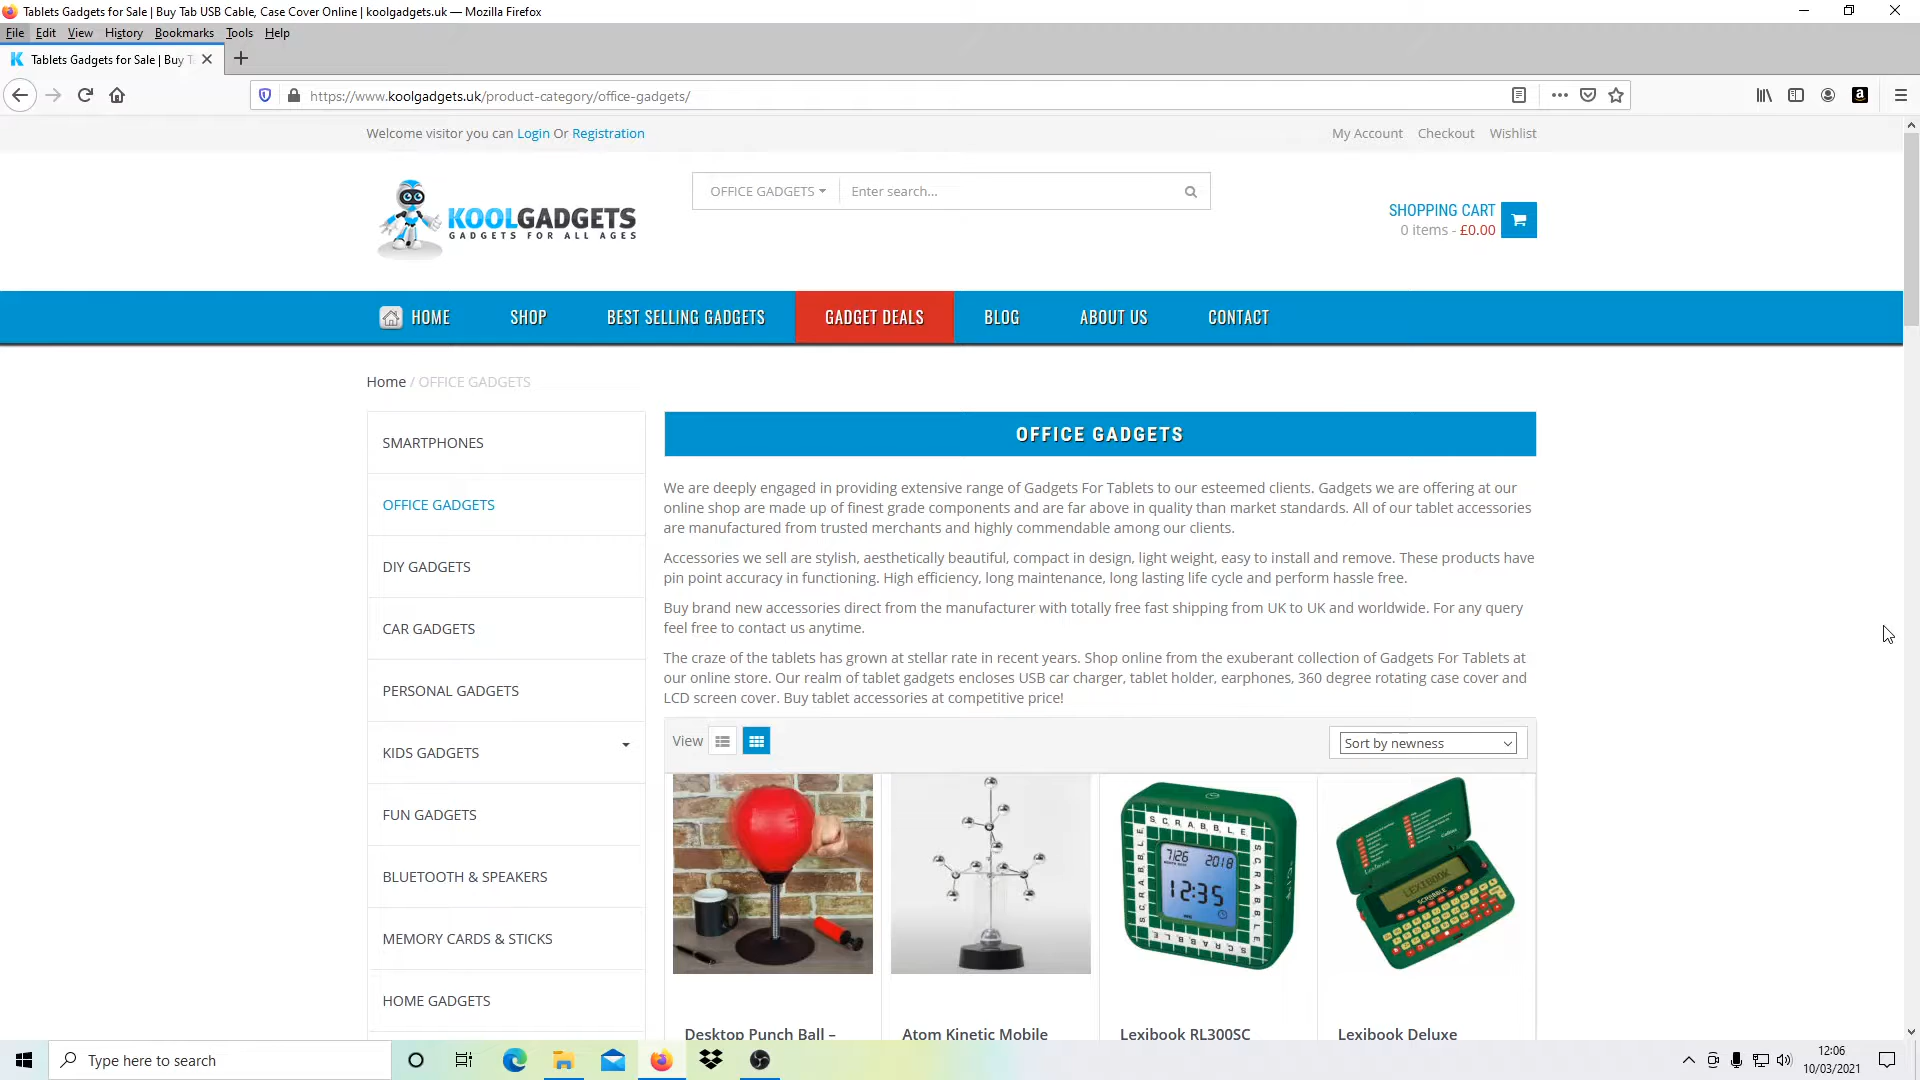 Tablets Gadgets for Sale | Buy Tab USB Cable, Case Cover Online | koolgadgets.uk — Mozilla Firefox
File Edit View History Bookmarks Tools Help
Tablets Gadgets for Sale | Buy T
https://www.koolgadgets.uk/product-category/office-gadgets/
Welcome visitor you can Login Or Registration
My Account Checkout Wishlist
KOOLGADGETS
GADGETS FOR ALL AGES
OFFICE GADGETS
Enter search...
SHOPPING CART
0 items - £0.00
HOME SHOP BEST SELLING GADGETS GADGET DEALS BLOG ABOUT US CONTACT
Home / OFFICE GADGETS
SMARTPHONES
OFFICE GADGETS
DIY GADGETS
CAR GADGETS
PERSONAL GADGETS
KIDS GADGETS
FUN GADGETS
BLUETOOTH & SPEAKERS
MEMORY CARDS & STICKS
HOME GADGETS
OFFICE GADGETS
We are deeply engaged in providing extensive range of Gadgets For Tablets to our esteemed clients. Gadgets we are offering at our
online shop are made up of finest grade components and are far above in quality than market standards. All of our tablet accessories
are manufactured from trusted merchants and highly commendable among our clients.
Accessories we sell are stylish, aesthetically beautiful, compact in design, light weight, easy to install and remove. These products have
pin point accuracy in functioning. High efficiency, long maintenance, long lasting life cycle and perform hassle free.
Buy brand new accessories direct from the manufacturer with totally free fast shipping from UK to UK and worldwide. For any query
feel free to contact us anytime.
The craze of the tablets has grown at stellar rate in recent years. Shop online from the exuberant collection of Gadgets For Tablets at
our online store. Our realm of tablet gadgets encloses USB car charger, tablet holder, earphones, 360 degree rotating case cover and
LCD screen cover. Buy tablet accessories at competitive price!
View
Sort by newness
SCRABBLE
SCRABBLE
SCRABBLE
SCRABBLE
7/26 2018
12:35
LEXIBOOK
SCRABBLE
Desktop Punch Ball –
Atom Kinetic Mobile
Lexibook RL300SC
Lexibook Deluxe
Type here to search
12:06
10/03/2021